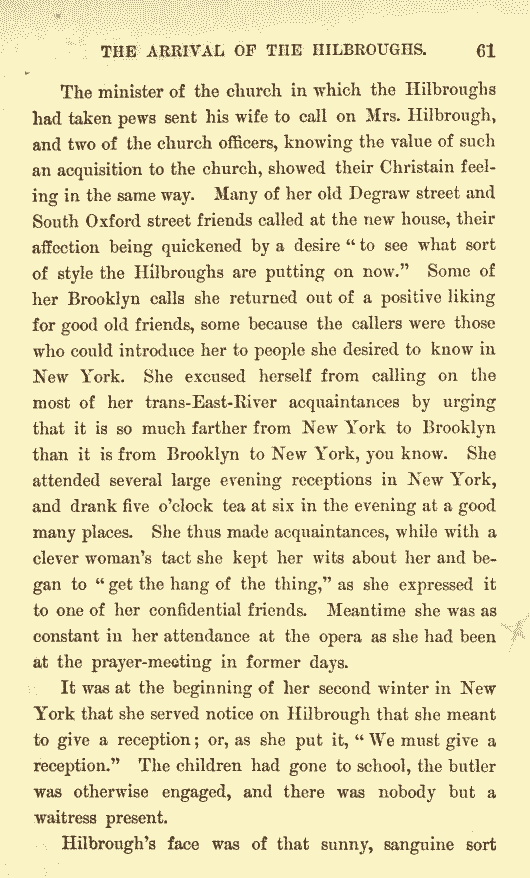 THE ARRIVAL OF THE HILBROUGHS. 61
The minister of the church in which the Hilbroughs
had taken pews sent his wife to call on Mrs. Hilbrough,
and two of the church officers, knowing the value of such
an acquisition to the church, showed their Christain feel-
ing in the same way. Many of her old Degraw street and
South Oxford street friends called at the new house, their
affection being quickened by a desire “to see what sort
of style the Hilbroughs are putting on now.” Some of
her Brooklyn calls she returned out of a positive liking
for good old friends, some because the callers were those
who could introduce her to people she desired to know in
New York. She excused herself from calling on the
most of her trans-East-River acquaintances by urging
that it is so much farther from New York to Brooklyn
than it is from Brooklyn to New York, you know. She
attended several large evening receptions in New York,
and drank five o’clock tea at six in the evening at a good
many places. She thus made acquaintances, while with a
clever woman’s tact she kept her wits about her and be-
gan to “get the hang of the thing,” as she expressed it
to one of her confidential friends. Meantime she was as
constant in her attendance at the opera as she had been
at the prayer-meeting in former days.
It was at the beginning of her second winter in New
York that she served notice on Hilbrough that she meant
to give a reception; or, as she put it, “We must give a
reception.” The children had gone to school, the butler
was otherwise engaged, and there was nobody but a
waitress present.
Hilbrough’s face was of that sunny, sanguine sort